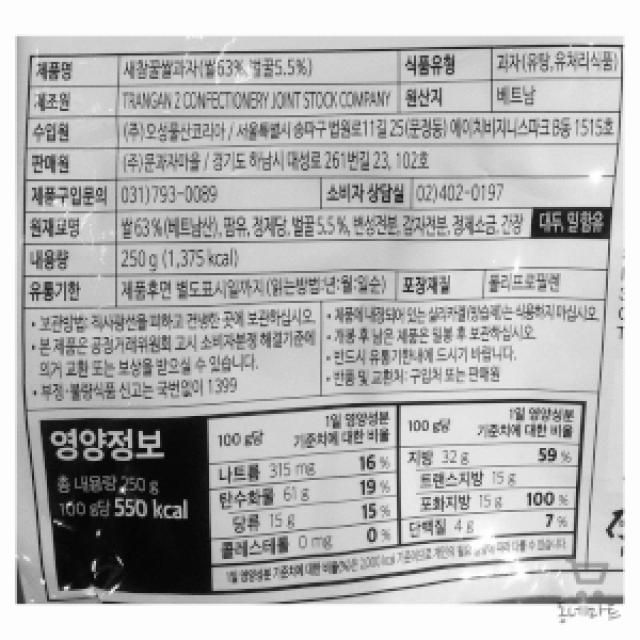 제품명 새참꿀쌀과자(쌀63%, 벌꿀5.5%) 식품유형 과자(유탕,유처리식품)
제조원 TRANGAN 2 CONFECTIONERY JOINT STOCK COMPANY 원산지 베트남
수입원 (주)오성물산코리아 / 서울특별시 송파구 법원로11길 25(문정동) 에이치비지니스파크 B동 1515호
판매원 (주)문과자마을 / 경기도 하남시 대성로 261번길 23, 102호
제품구입문의 031)793-0089 소비자 상담실 02)402-0197
원재료명 쌀63%(베트남산), 팜유, 정제당, 벌꿀5.5%, 변성전분, 감자전분, 정제소금, 간장 대두, 밀 함유
내용량 250 g (1,375 kcal)
유통기한 제품후면 별도표시일까지(읽는방법:년:월:일순) 포장재질 폴리프로필렌
• 보관방법: 직사광선을 피하고 건냉한 곳에 보관하십시오
• 본 제품은 공정거래위원회 고시 소비자분쟁 해결기준에
의거 교환 또는 보상을 받으실 수 있습니다.
• 부정·불량식품 신고는 국번없이 1399
• 제품에 내장되어 있는 실리카겔(방습제)는 식용하지 마십시오.
• 개봉 후 남은 제품은 밀봉 후 보관하십시오.
• 반드시 유통기한내에 드시기 바랍니다.
• 반품 및 교환처: 구입처 또는 판매원
영양정보
총 내용량 250 g
100 g당 550 kcal
100 g당 1일 영양성분 기준치에 대한 비율
나트륨 315 mg 16 %
탄수화물 61 g 19 %
당류 15 g 15 %
콜레스테롤 0 mg 0 %
100 g당 1일 영양성분 기준치에 대한 비율
지방 32 g 59 %
트랜스지방 15 g
포화지방 15 g 100 %
단백질 4 g 7 %
1일 영양성분 기준치에 대한 비율(%)은 2000 kcal 기준이므로 개인의 필요 열량에 따라 다를 수 있습니다.
동네마트